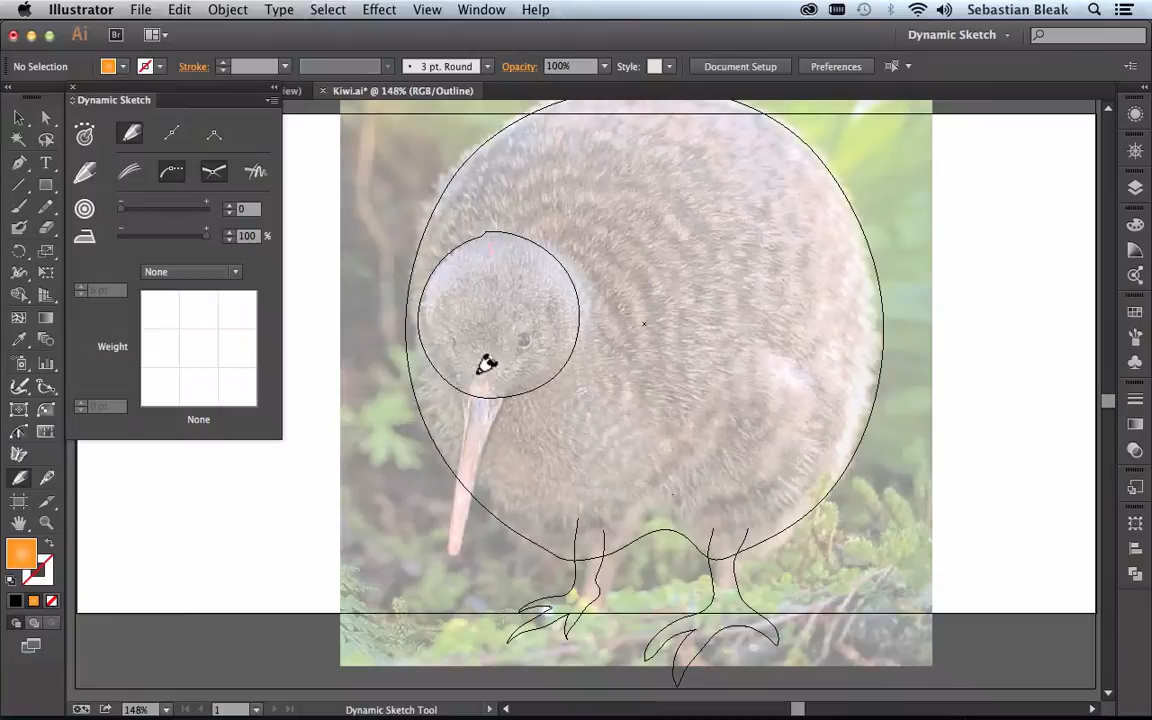 Illustrator File Edit Object Type Select Effect View Window Help Sebastian Bleak
Ai Br Dynamic Sketch
No Selection Stroke: 3 pt. Round Opacity: 100% Style: Document Setup Preferences
iew) × Kiwi.ai* @ 148% (RGB/Outline)
Dynamic Sketch
0
100 %
None
Weight
None
148% 1 Dynamic Sketch Tool